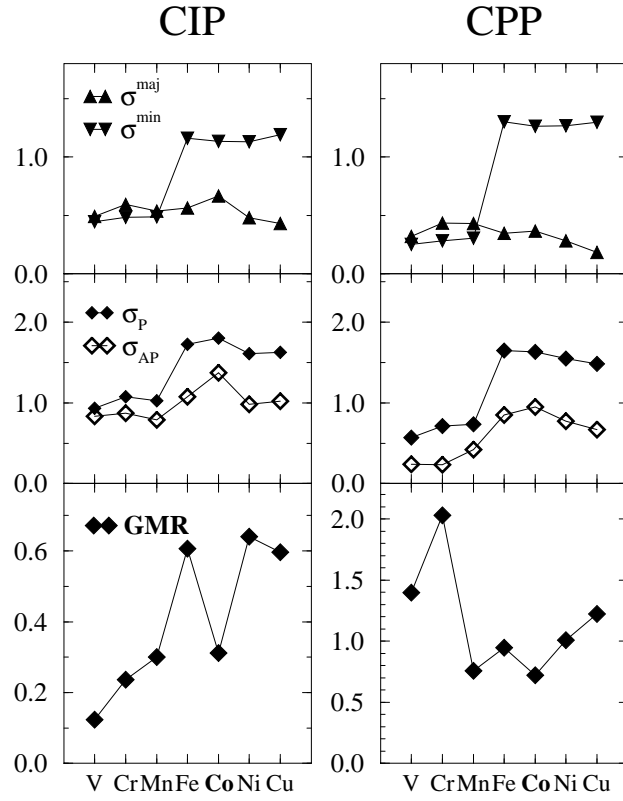 CIP CPP
σ^maj
σ^min
1.0 1.0
0.0 0.0
σ_P
σ_AP
2.0 2.0
1.0 1.0
0.0 0.0
GMR
0.6 2.0
1.5
0.4 1.0
0.2 0.5
0.0 0.0
V Cr Mn Fe Co Ni Cu V Cr Mn Fe Co Ni Cu